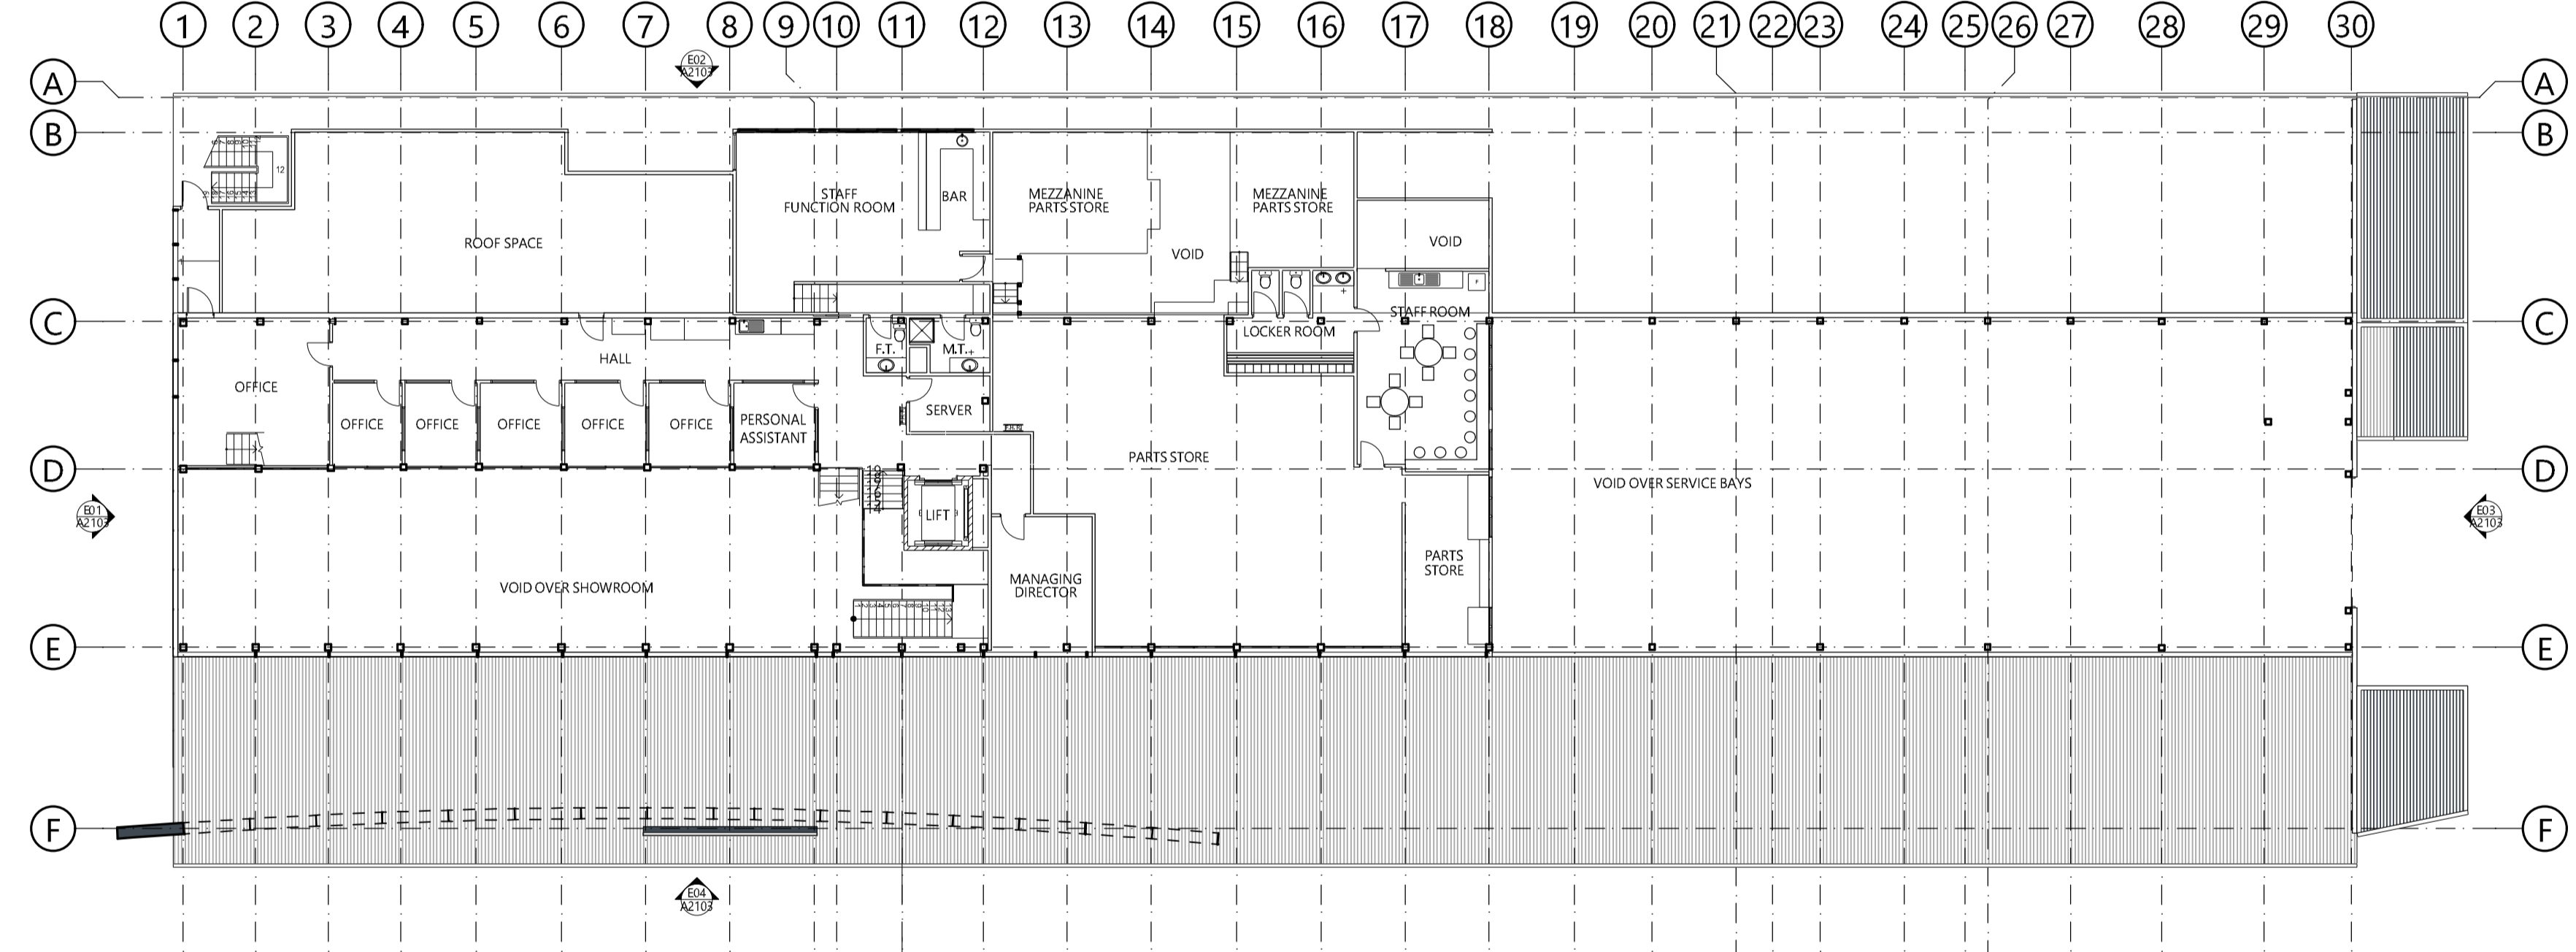 1 2 3 4 5 6 7 8 9 10 11 12 13 14 15 16 17 18 19 20 21 22 23 24 25 26 27 28 29 30
E02
A2103
A A
B B
12
STAFF
FUNCTION ROOM
BAR
MEZZANINE
PARTS STORE
MEZZANINE
PARTS STORE
ROOF SPACE
VOID
VOID
F
STAFF ROOM
C C
LOCKER ROOM
F.T.
M.T.
HALL
OFFICE
SERVER
OFFICE
OFFICE
OFFICE
OFFICE
OFFICE
PERSONAL
ASSISTANT
PARTS STORE
D D
VOID OVER SERVICE BAYS
E01
A2103
LIFT
E03
A2103
PARTS
STORE
VOID OVER SHOWROOM
MANAGING
DIRECTOR
E E
F F
E04
A2103